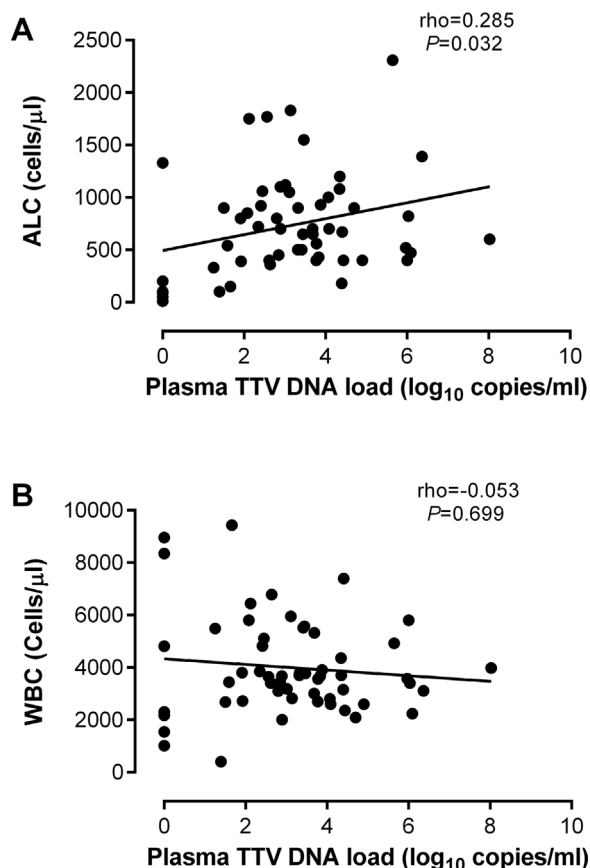 A
rho=0.285
P=0.032
2500
2000
1500
1000
500
0
ALC (cells/μl)
0 2 4 6 8 10
Plasma TTV DNA load (log10 copies/ml)
B
rho=-0.053
P=0.699
10000
8000
6000
4000
2000
0
WBC (Cells/μl)
0 2 4 6 8 10
Plasma TTV DNA load (log10 copies/ml)